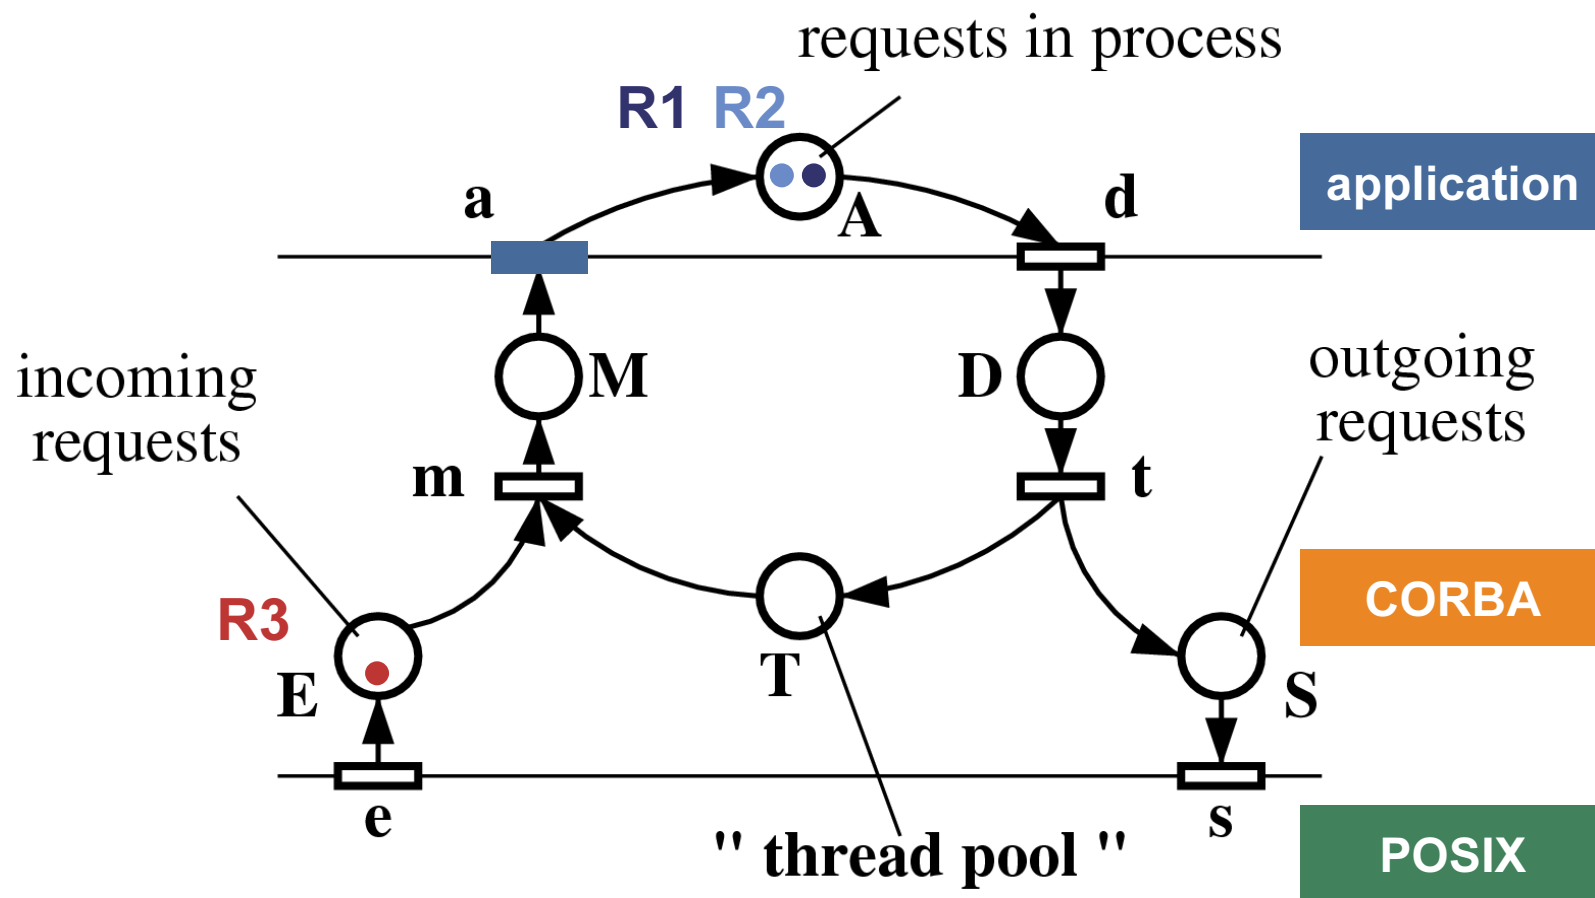 requests in process
R1 R2
application
a
A
d
incoming
requests
M
D
outgoing
requests
m
t
CORBA
R3
E
T
S
e
" thread pool "
s
POSIX